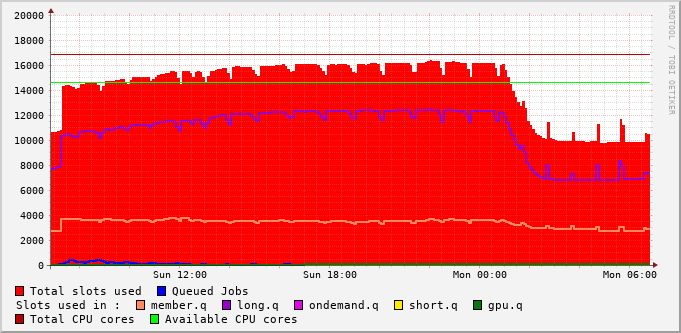 20000
18000
16000
14000
12000
10000
8000
6000
4000
2000
0
Sun 12:00 Sun 18:00 Mon 00:00 Mon 06:00
RRDTOOL / TOBI OETIKER
Total slots used Queued Jobs
Slots used in : member.q long.q ondemand.q short.q gpu.q
Total CPU cores Available CPU cores